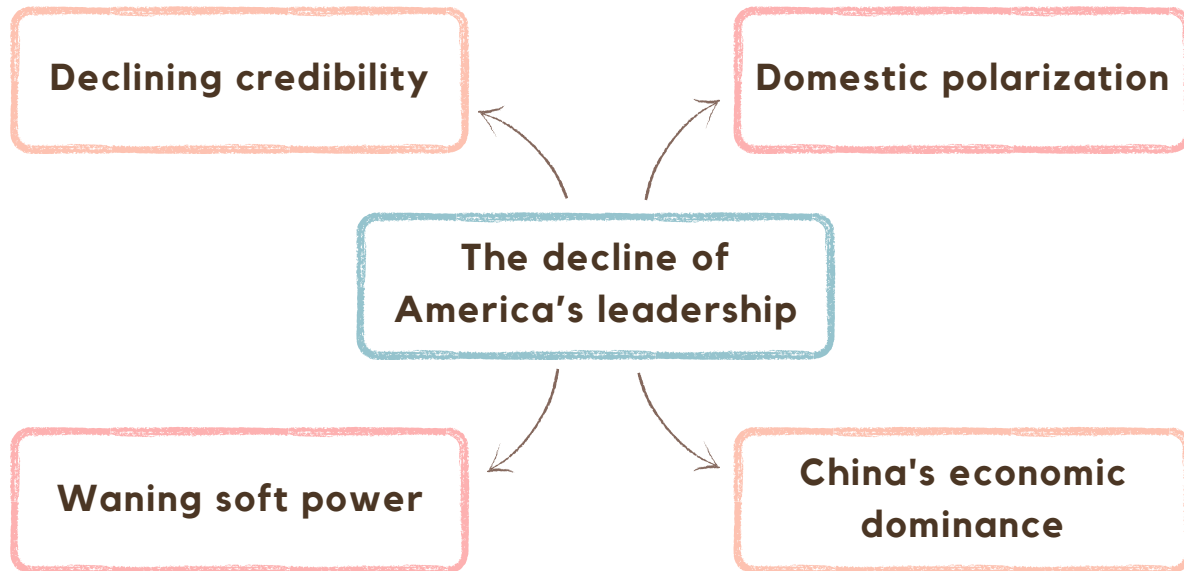 Declining credibility
Domestic polarization
The decline of
America’s leadership
Waning soft power
China's economic
dominance